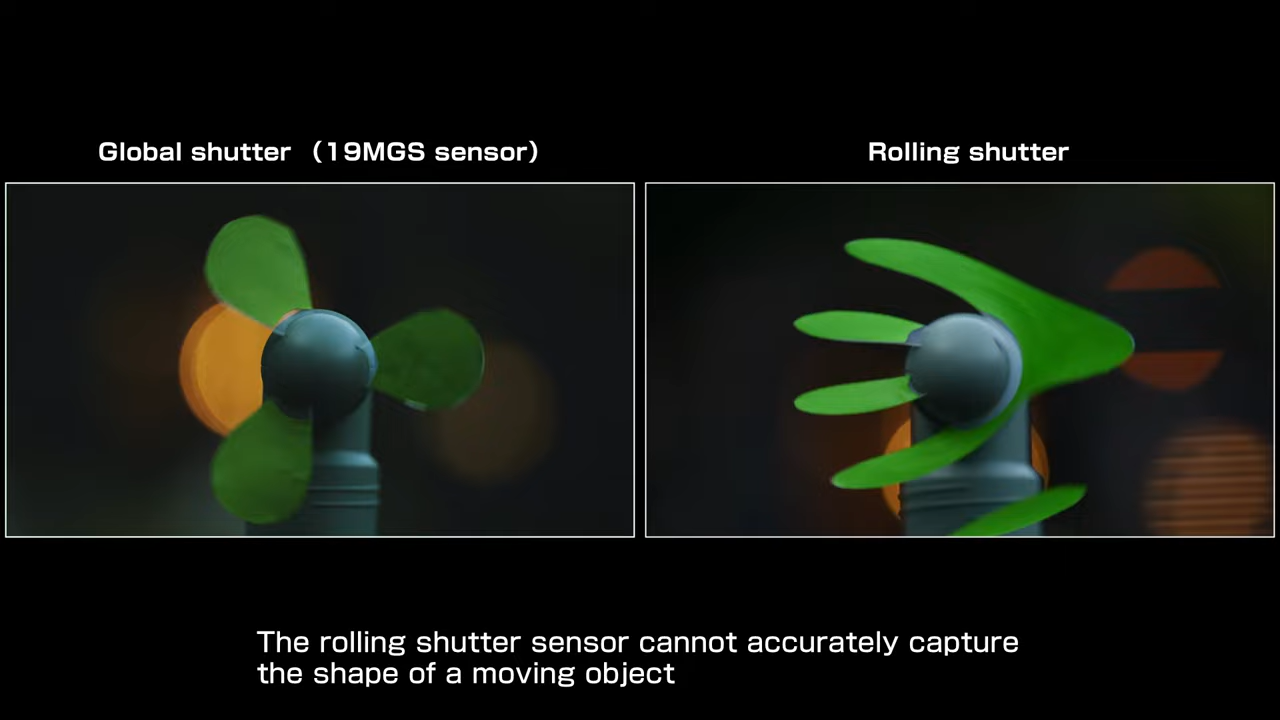 Global shutter （19MGS sensor）
Rolling shutter
The rolling shutter sensor cannot accurately capture
the shape of a moving object